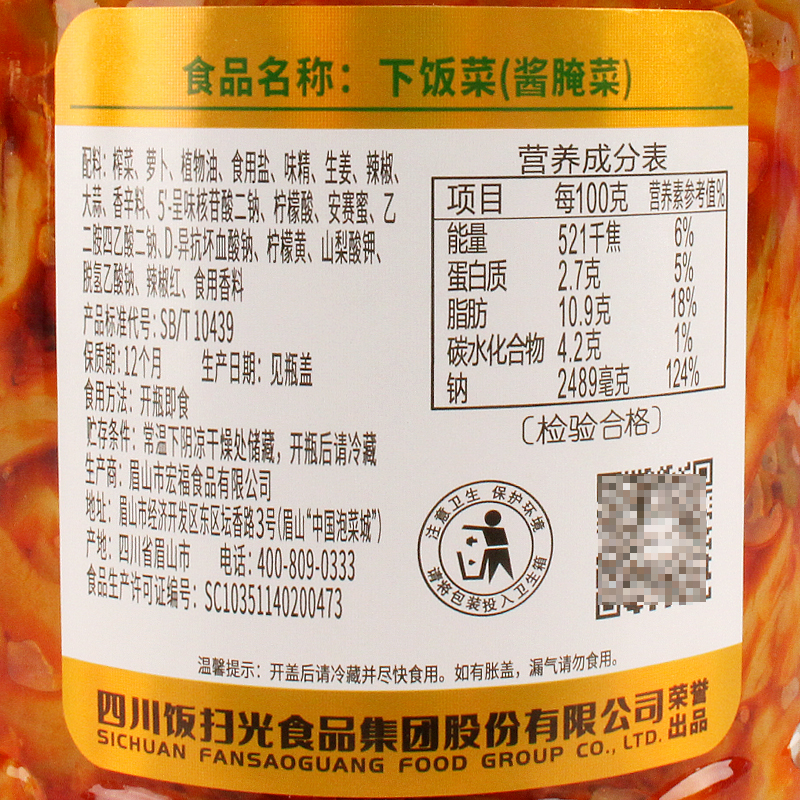 食品名称：下饭菜(酱腌菜)
配料：榨菜、萝卜、植物油、食用盐、味精、生姜、辣椒、
大蒜、香辛料、5'-呈味核苷酸二钠、柠檬酸、安赛蜜、乙
二胺四乙酸二钠、D-异抗坏血酸钠、柠檬黄、山梨酸钾、
脱氢乙酸钠、辣椒红、食用香料
产品标准代号：SB/T 10439
保质期：12个月 生产日期：见瓶盖
食用方法：开瓶即食
贮存条件：常温下阴凉干燥处储藏，开瓶后请冷藏
生产商：眉山市宏福食品有限公司
地址：眉山市经济开发区东区坛香路3号(眉山“中国泡菜城”)
产地：四川省眉山市 电话：400-809-0333
食品生产许可证编号：SC10351140200473
营养成分表
项目 每100克 营养素参考值%
能量 521千焦 6%
蛋白质 2.7克 5%
脂肪 10.9克 18%
碳水化合物 4.2克 1%
钠 2489毫克 124%
〔检验合格〕
注意卫生 保护环境
请将包装投入卫生箱
温馨提示：开盖后请冷藏并尽快食用。如有胀盖，漏气请勿食用。
四川饭扫光食品集团股份有限公司荣誉出品
SICHUAN FANSAOGUANG FOOD GROUP CO., LTD.